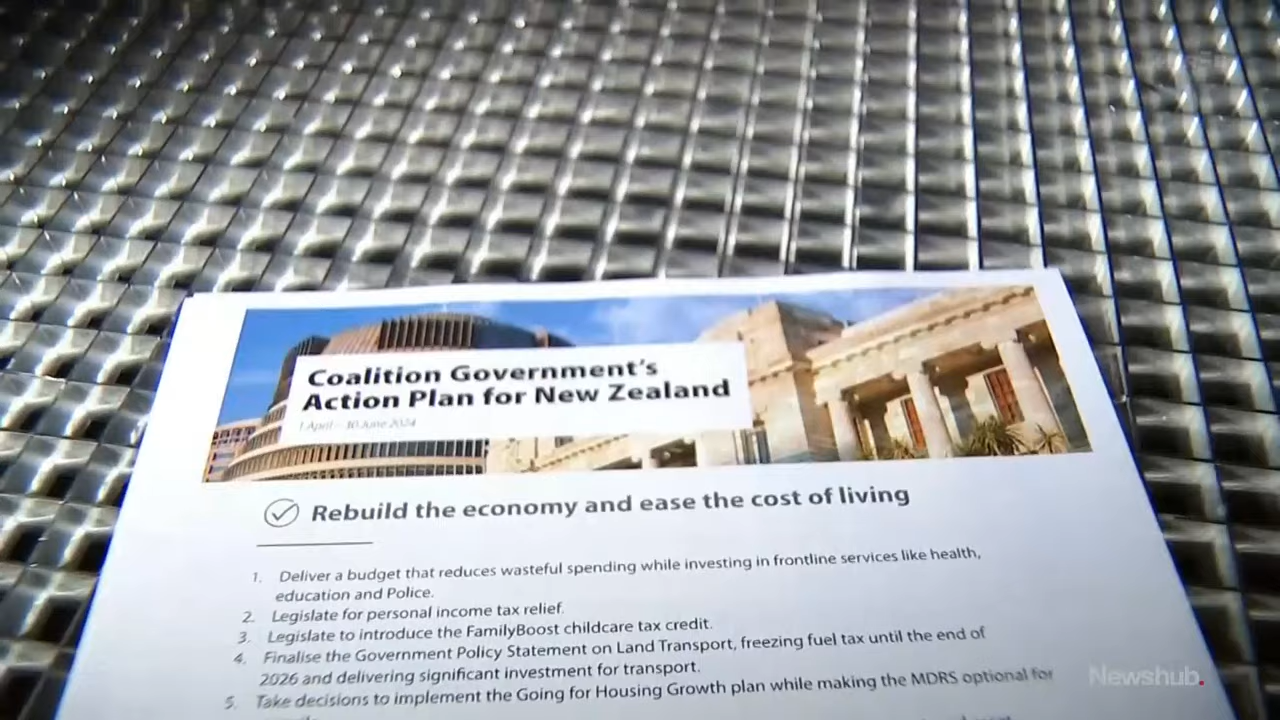 Coalition Government's
Action Plan for New Zealand
1 April – 30 June 2024
Rebuild the economy and ease the cost of living
1. Deliver a budget that reduces wasteful spending while investing in frontline services like health,
education and Police.
2. Legislate for personal income tax relief.
3. Legislate to introduce the FamilyBoost childcare tax credit.
4. Finalise the Government Policy Statement on Land Transport, freezing fuel tax until the end of
2026 and delivering significant investment for transport.
5. Take decisions to implement the Going for Housing Growth plan while making the MDRS optional for
Newshub.